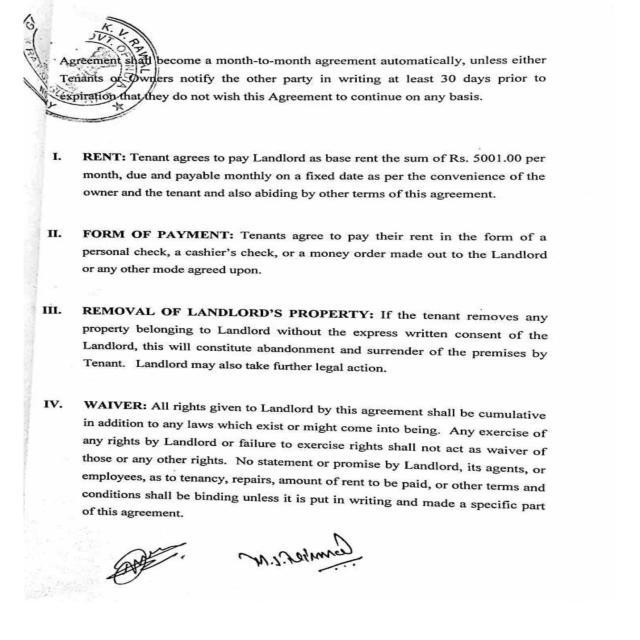 K. V. RAWAL
GOVT. OF INDIA
Agreement shall become a month-to-month agreement automatically, unless either
Tenants or Owners notify the other party in writing at least 30 days prior to
expiration that they do not wish this Agreement to continue on any basis.
I. RENT: Tenant agrees to pay Landlord as base rent the sum of Rs. 5001.00 per
month, due and payable monthly on a fixed date as per the convenience of the
owner and the tenant and also abiding by other terms of this agreement.
II. FORM OF PAYMENT: Tenants agree to pay their rent in the form of a
personal check, a cashier's check, or a money order made out to the Landlord
or any other mode agreed upon.
III. REMOVAL OF LANDLORD'S PROPERTY: If the tenant removes any
property belonging to Landlord without the express written consent of the
Landlord, this will constitute abandonment and surrender of the premises by
Tenant. Landlord may also take further legal action.
IV. WAIVER: All rights given to Landlord by this agreement shall be cumulative
in addition to any laws which exist or might come into being. Any exercise of
any rights by Landlord or failure to exercise rights shall not act as waiver of
those or any other rights. No statement or promise by Landlord, its agents, or
employees, as to tenancy, repairs, amount of rent to be paid, or other terms and
conditions shall be binding unless it is put in writing and made a specific part
of this agreement.